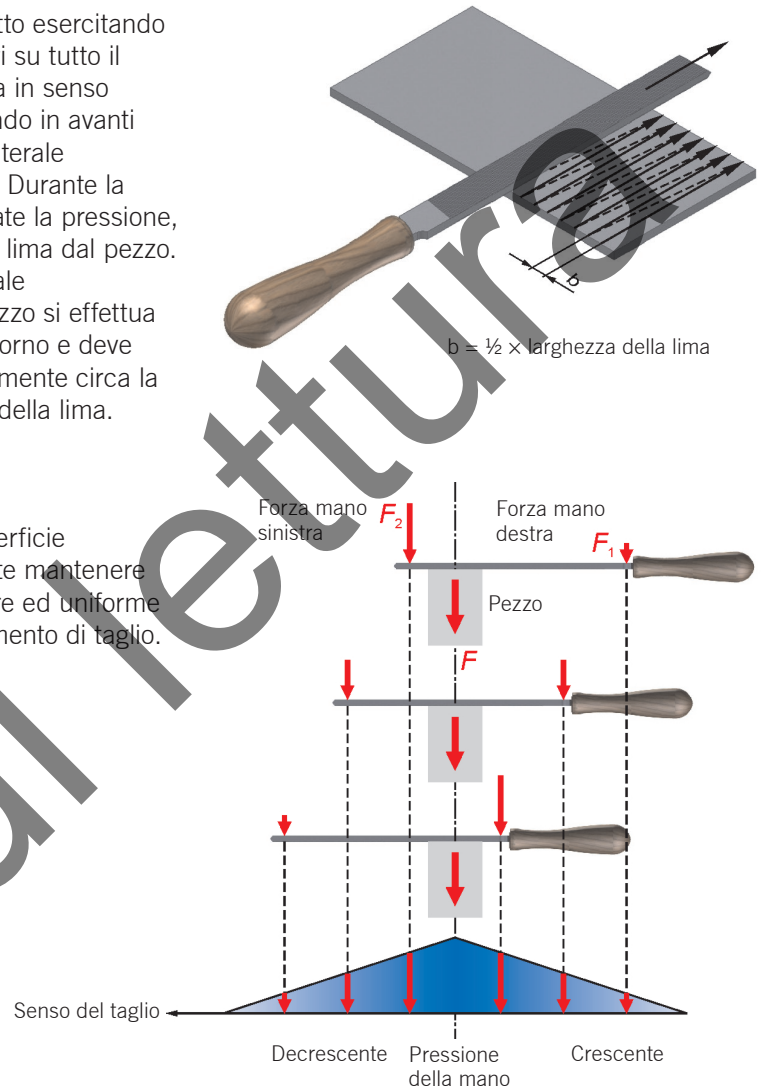 tto esercitando
i su tutto il
a in senso
ndo in avanti
terale
Durante la
ate la pressione,
lima dal pezzo.
ale
zzo si effettua
orno e deve
mente circa la
della lima.
b
b = ½ × larghezza della lima
erficie
te mantenere
e ed uniforme
mento di taglio.
Forza mano
sinistra
F₂
Forza mano
destra
F₁
Pezzo
F
Senso del taglio
Decrescente
Pressione
della mano
Crescente
al lettura